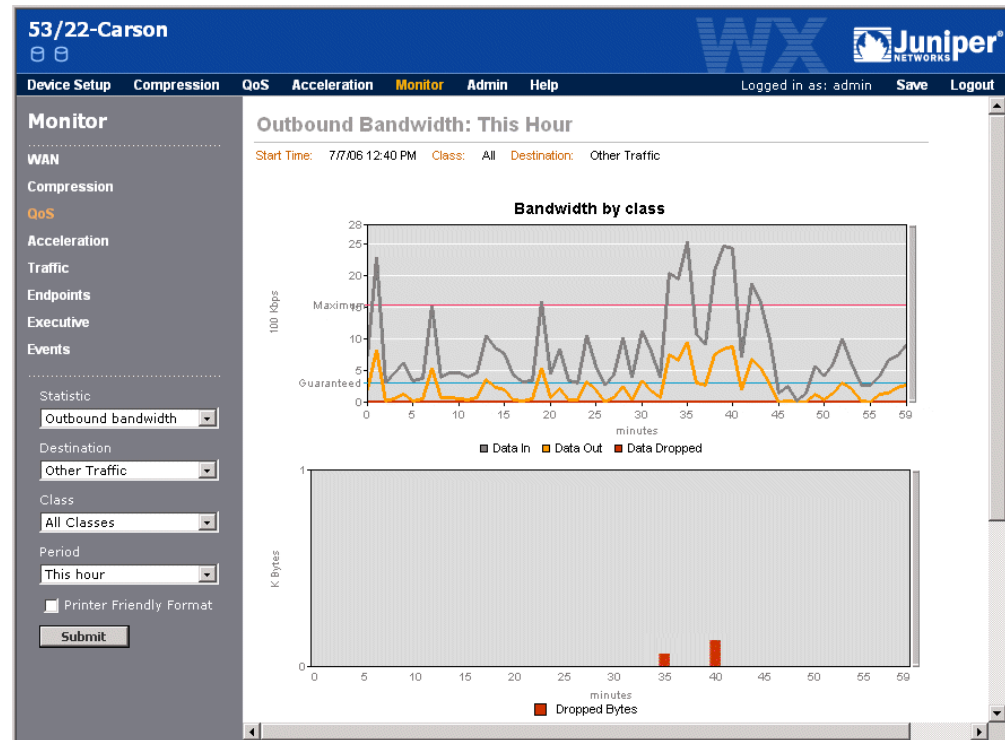 53/22-Carson
WX
Juniper®
NETWORKS
Device Setup Compression QoS Acceleration Monitor Admin Help Logged in as: admin Save Logout
Monitor
WAN
Compression
QoS
Acceleration
Traffic
Endpoints
Executive
Events
Statistic
Outbound bandwidth
Destination
Other Traffic
Class
All Classes
Period
This hour
Printer Friendly Format
Submit
Outbound Bandwidth: This Hour
Start Time: 7/7/06 12:40 PM Class: All Destination: Other Traffic
Bandwidth by class
100 Kbps
28
25
20
Maximum 15
10
5
Guaranteed
0
0 5 10 15 20 25 30 35 40 45 50 55 59
minutes
Data In Data Out Data Dropped
K Bytes
1
0
0 5 10 15 20 25 30 35 40 45 50 55 59
minutes
Dropped Bytes